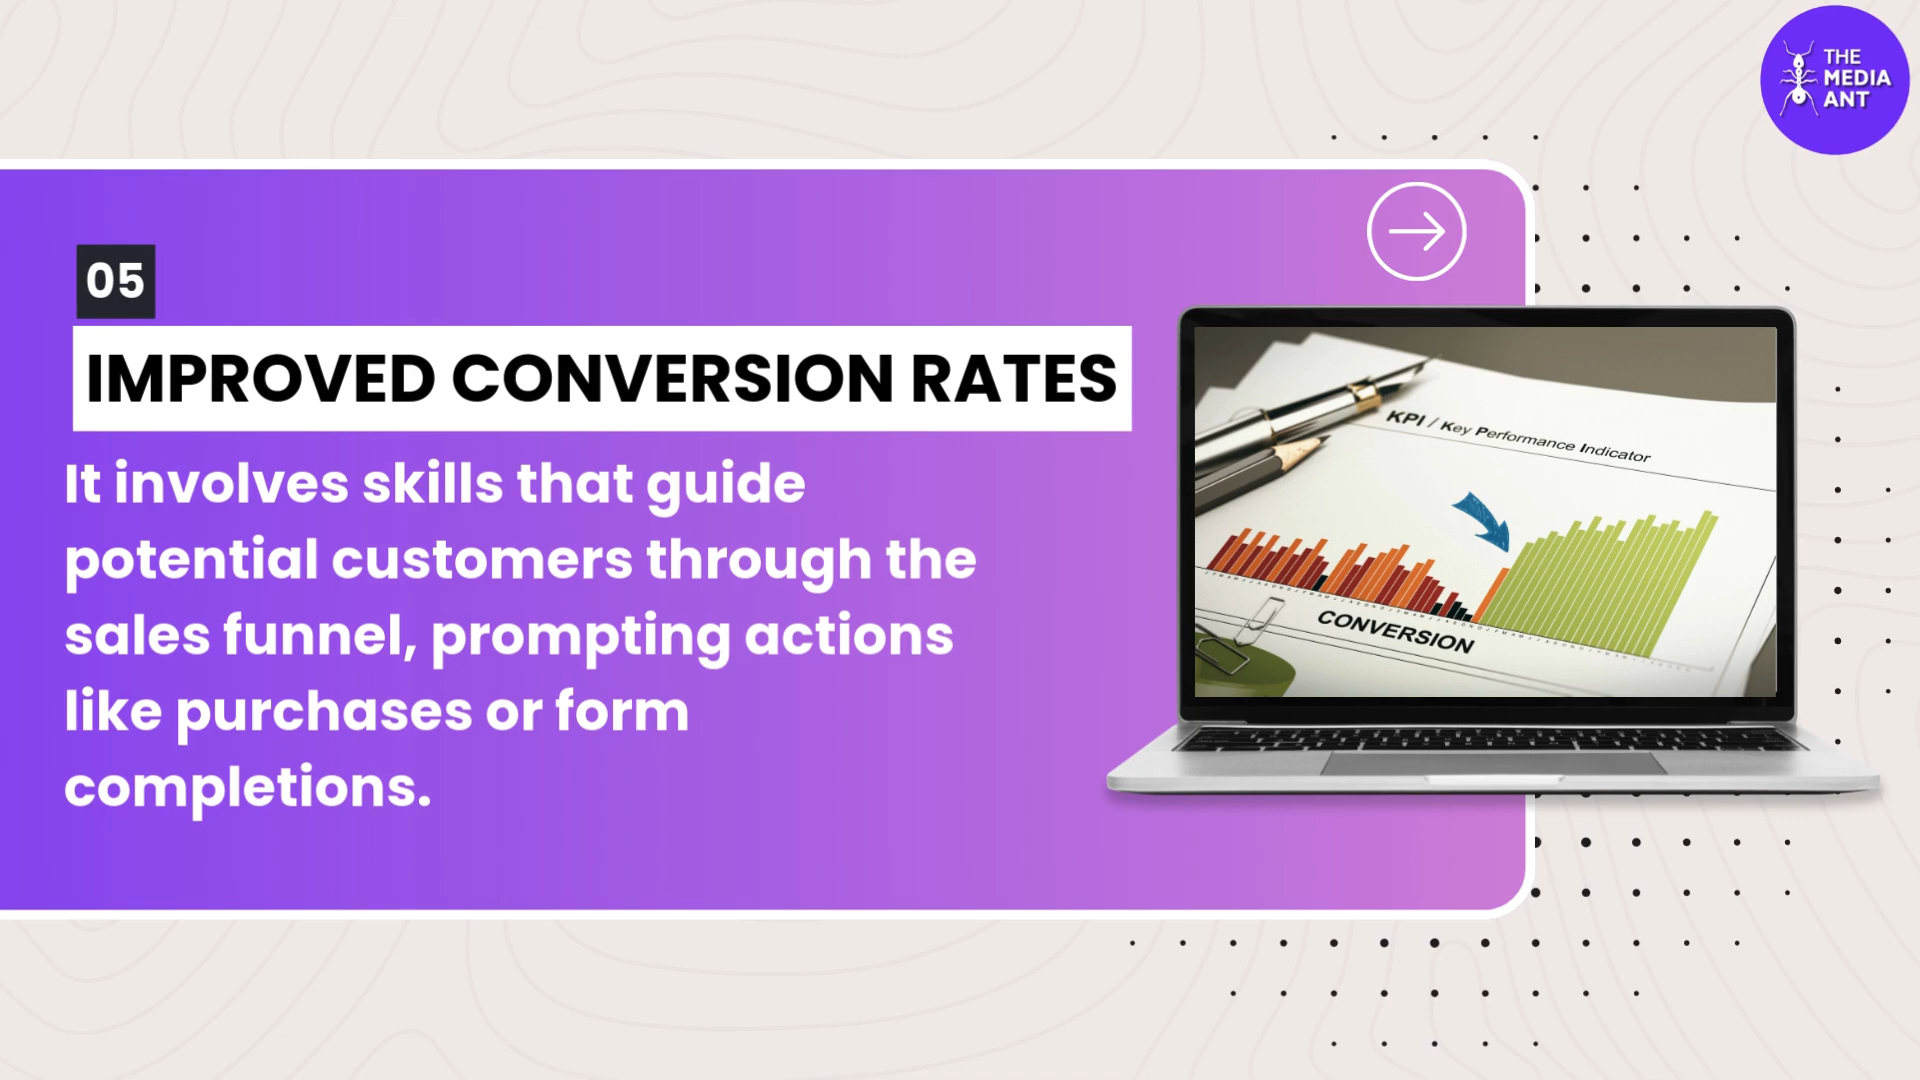 THE
MEDIA
ANT
05
IMPROVED CONVERSION RATES
It involves skills that guide
potential customers through the
sales funnel, prompting actions
like purchases or form
completions.
KPI / Key Performance Indicator
CONVERSION